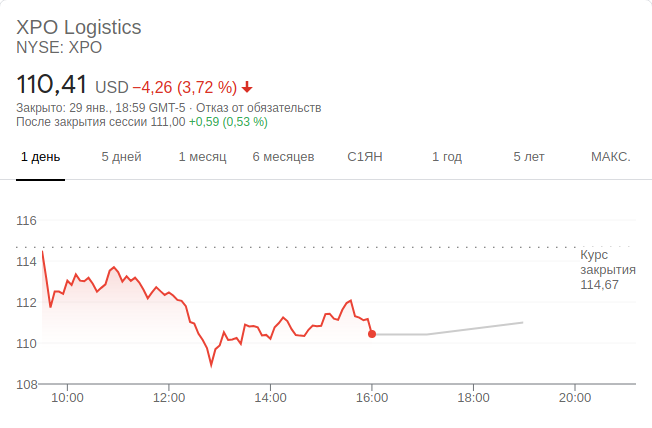 XPO Logistics
NYSE: XPO
110,41 USD −4,26 (3,72 %)
Закрыто: 29 янв., 18:59 GMT-5 · Отказ от обязательств
После закрытия сессии 111,00 +0,59 (0,53 %)
1 день 5 дней 1 месяц 6 месяцев С1ЯН 1 год 5 лет МАКС.
116
114
112
110
108
Курс
закрытия
114,67
10:00 12:00 14:00 16:00 18:00 20:00